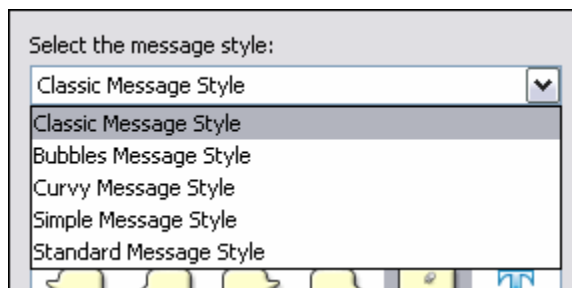 Select the message style:
Classic Message Style
Classic Message Style
Bubbles Message Style
Curvy Message Style
Simple Message Style
Standard Message Style